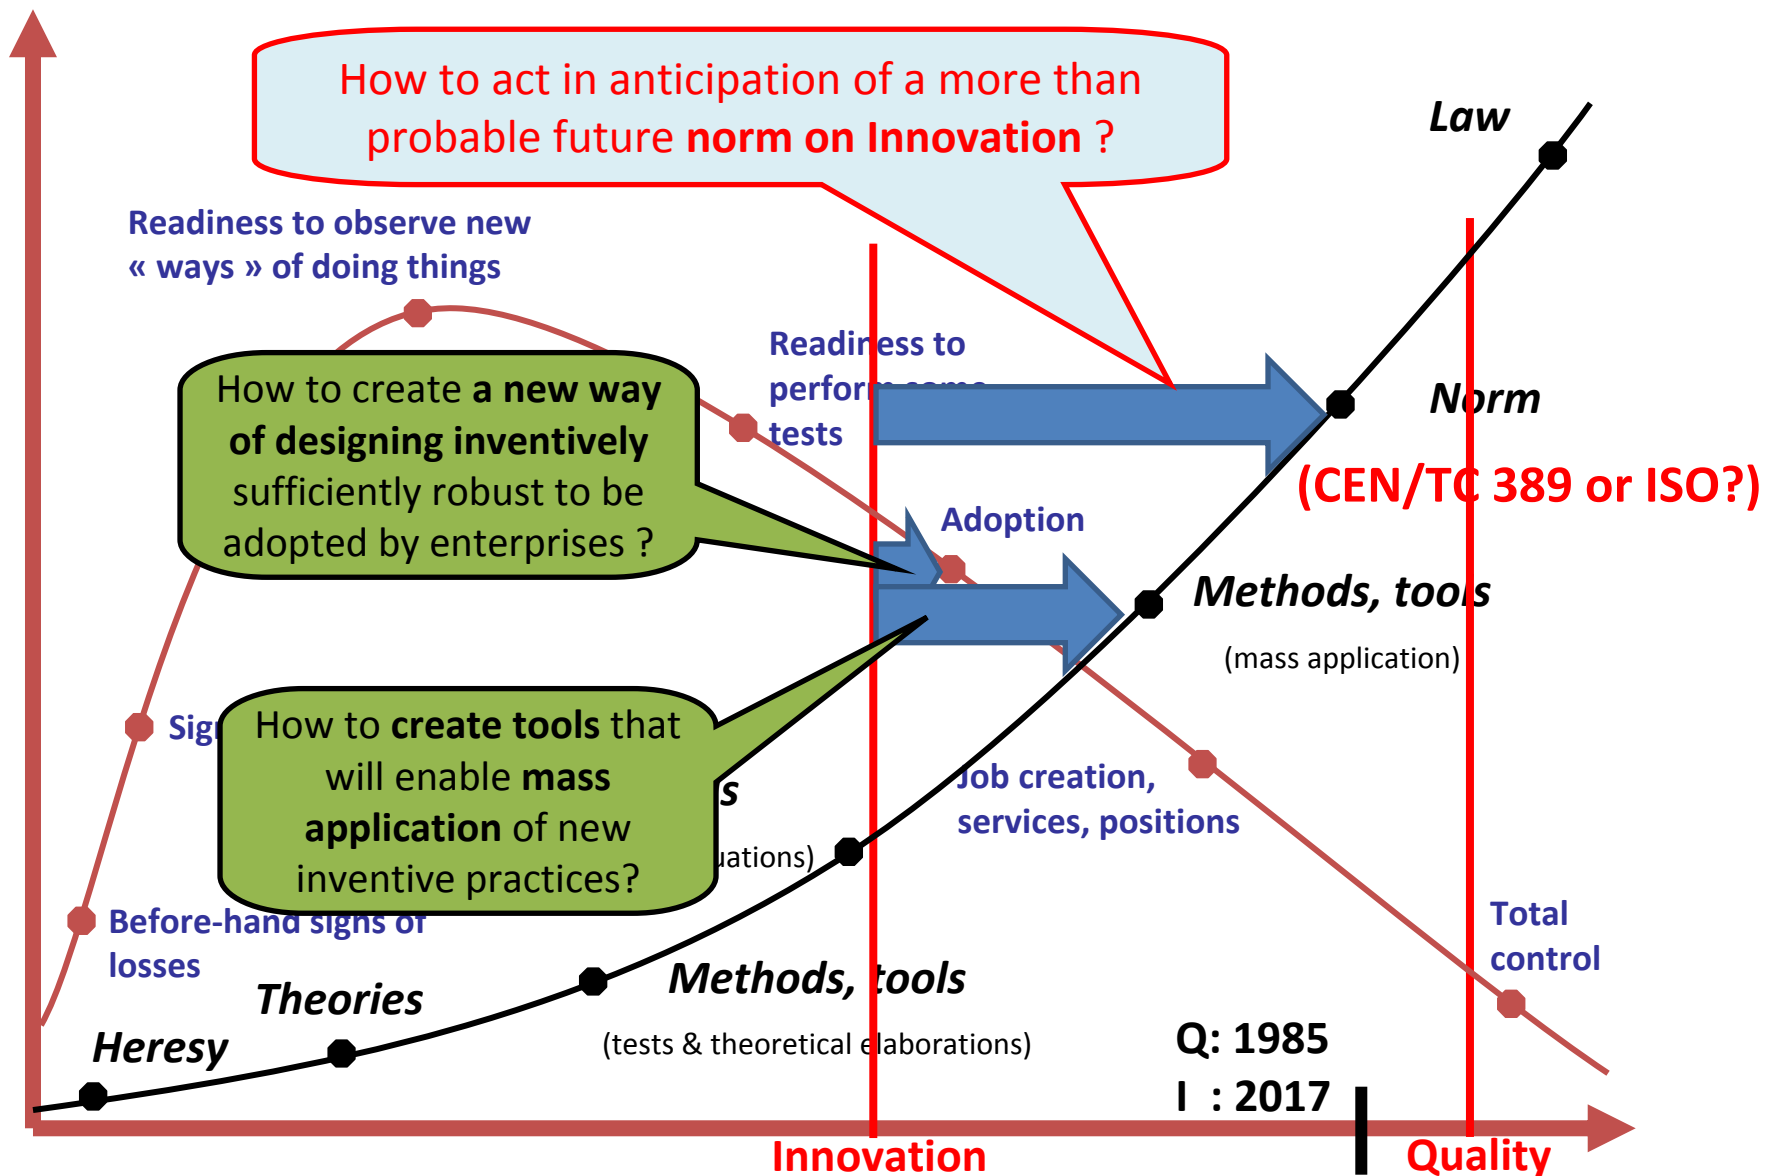 How to act in anticipation of a more than
probable future norm on Innovation ?
Law
Readiness to observe new
« ways » of doing things
Readiness to
perform some
tests
How to create a new way
of designing inventively
sufficiently robust to be
adopted by enterprises ?
Norm
(CEN/TC 389 or ISO?)
Adoption
Methods, tools
(mass application)
How to create tools that
will enable mass
application of new
inventive practices?
Job creation,
services, positions
Before-hand signs of
losses
Total
control
Theories
Methods, tools
(tests & theoretical elaborations)
Heresy
Q: 1985
I : 2017
Innovation
Quality